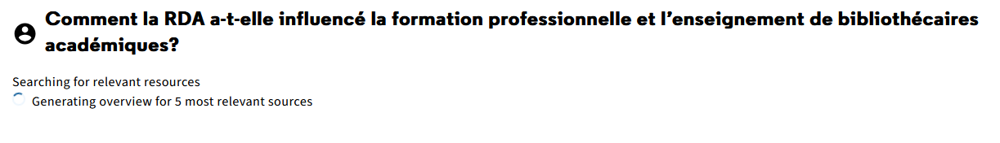 Comment la RDA a-t-elle influencé la formation professionnelle et l’enseignement de bibliothécaires
académiques?
Searching for relevant resources
Generating overview for 5 most relevant sources